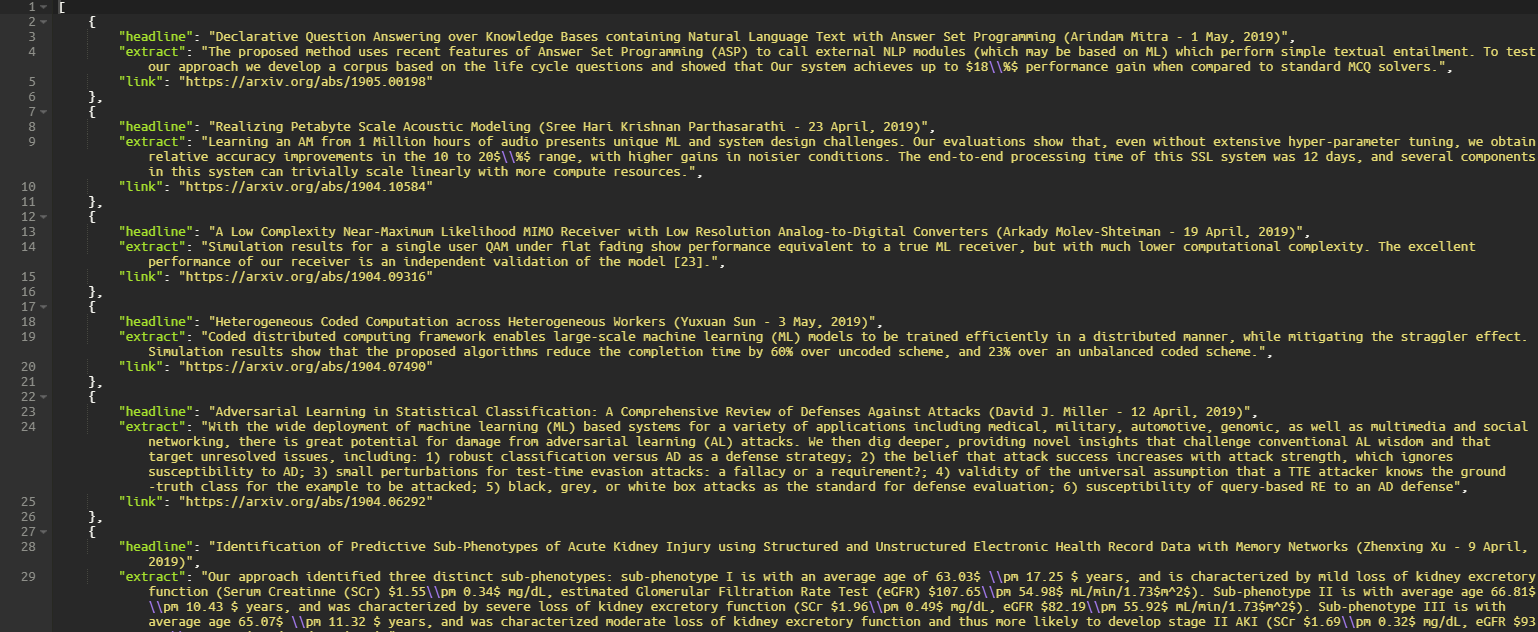 1 [
2 {
3 "headline": "Declarative Question Answering over Knowledge Bases containing Natural Language Text with Answer Set Programming (Arindam Mitra - 1 May, 2019)",
4 "extract": "The proposed method uses recent features of Answer Set Programming (ASP) to call external NLP modules (which may be based on ML) which perform simple textual entailment. To test
our approach we develop a corpus based on the life cycle questions and showed that Our system achieves up to $18\\%$ performance gain when compared to standard MCQ solvers.",
5 "link": "https://arxiv.org/abs/1905.00198"
6 },
7 {
8 "headline": "Realizing Petabyte Scale Acoustic Modeling (Sree Hari Krishnan Parthasarathi - 23 April, 2019)",
9 "extract": "Learning an AM from 1 Million hours of audio presents unique ML and system design challenges. Our evaluations show that, even without extensive hyper-parameter tuning, we obtain
relative accuracy improvements in the 10 to 20$\\%$ range, with higher gains in noisier conditions. The end-to-end processing time of this SSL system was 12 days, and several components
in this system can trivially scale linearly with more compute resources.",
10 "link": "https://arxiv.org/abs/1904.10584"
11 },
12 {
13 "headline": "A Low Complexity Near-Maximum Likelihood MIMO Receiver with Low Resolution Analog-to-Digital Converters (Arkady Molev-Shteiman - 19 April, 2019)",
14 "extract": "Simulation results for a single user QAM under flat fading show performance equivalent to a true ML receiver, but with much lower computational complexity. The excellent
performance of our receiver is an independent validation of the model [23].",
15 "link": "https://arxiv.org/abs/1904.09316"
16 },
17 {
18 "headline": "Heterogeneous Coded Computation across Heterogeneous Workers (Yuxuan Sun - 3 May, 2019)",
19 "extract": "Coded distributed computing framework enables large-scale machine learning (ML) models to be trained efficiently in a distributed manner, while mitigating the straggler effect.
Simulation results show that the proposed algorithms reduce the completion time by 60% over uncoded scheme, and 23% over an unbalanced coded scheme.",
20 "link": "https://arxiv.org/abs/1904.07490"
21 },
22 {
23 "headline": "Adversarial Learning in Statistical Classification: A Comprehensive Review of Defenses Against Attacks (David J. Miller - 12 April, 2019)",
24 "extract": "With the wide deployment of machine learning (ML) based systems for a variety of applications including medical, military, automotive, genomic, as well as multimedia and social
networking, there is great potential for damage from adversarial learning (AL) attacks. We then dig deeper, providing novel insights that challenge conventional AL wisdom and that
target unresolved issues, including: 1) robust classification versus AD as a defense strategy; 2) the belief that attack success increases with attack strength, which ignores
susceptibility to AD; 3) small perturbations for test-time evasion attacks: a fallacy or a requirement?; 4) validity of the universal assumption that a TTE attacker knows the ground
-truth class for the example to be attacked; 5) black, grey, or white box attacks as the standard for defense evaluation; 6) susceptibility of query-based RE to an AD defense",
25 "link": "https://arxiv.org/abs/1904.06292"
26 },
27 {
28 "headline": "Identification of Predictive Sub-Phenotypes of Acute Kidney Injury using Structured and Unstructured Electronic Health Record Data with Memory Networks (Zhenxing Xu - 9 April,
2019)",
29 "extract": "Our approach identified three distinct sub-phenotypes: sub-phenotype I is with an average age of 63.03$ \\pm 17.25 $ years, and is characterized by mild loss of kidney excretory
function (Serum Creatinne (SCr) $1.55\\pm 0.34$ mg/dL, estimated Glomerular Filtration Rate Test (eGFR) $107.65\\pm 54.98$ mL/min/1.73$m^2$). Sub-phenotype II is with average age 66.81$
\\pm 10.43 $ years, and was characterized by severe loss of kidney excretory function (SCr $1.96\\pm 0.49$ mg/dL, eGFR $82.19\\pm 55.92$ mL/min/1.73$m^2$). Sub-phenotype III is with
average age 65.07$ \\pm 11.32 $ years, and was characterized moderate loss of kidney excretory function and thus more likely to develop stage II AKI (SCr $1.69\\pm 0.32$ mg/dL, eGFR $93